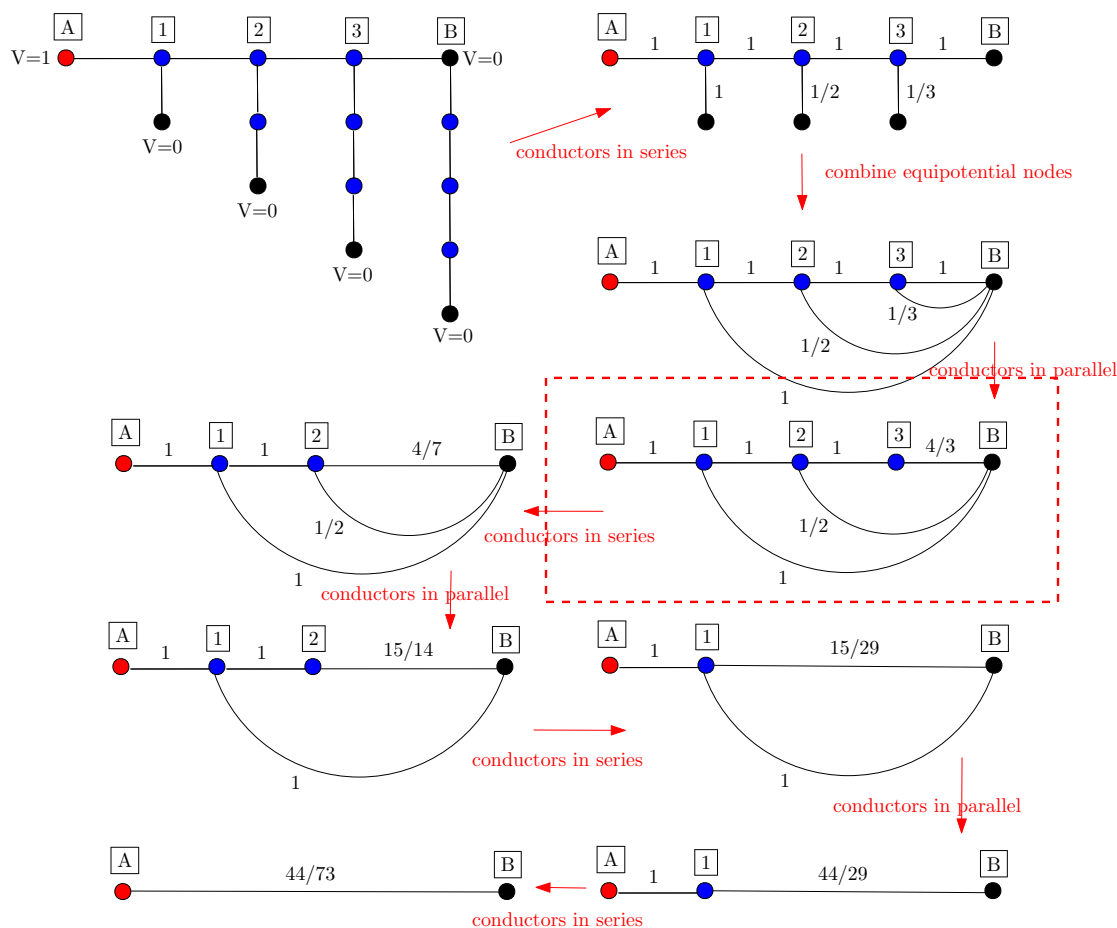 A 1 2 3 B
V=1 V=0
V=0
V=0
V=0
V=0
A 1 2 3 B
1 1 1 1
1 1/2 1/3
conductors in series
combine equipotential nodes
A 1 2 3 B
1 1 1 1
1/3
1/2
1
conductors in parallel
A 1 2 3 B
1 1 1 4/3
1/2
1
conductors in series
A 1 2 B
1 1 4/7
1/2
1
conductors in parallel
A 1 2 B
1 1 15/14
1
conductors in series
A 1 B
1 15/29
1
conductors in parallel
A 1 B
1 44/29
conductors in series
A B
44/73